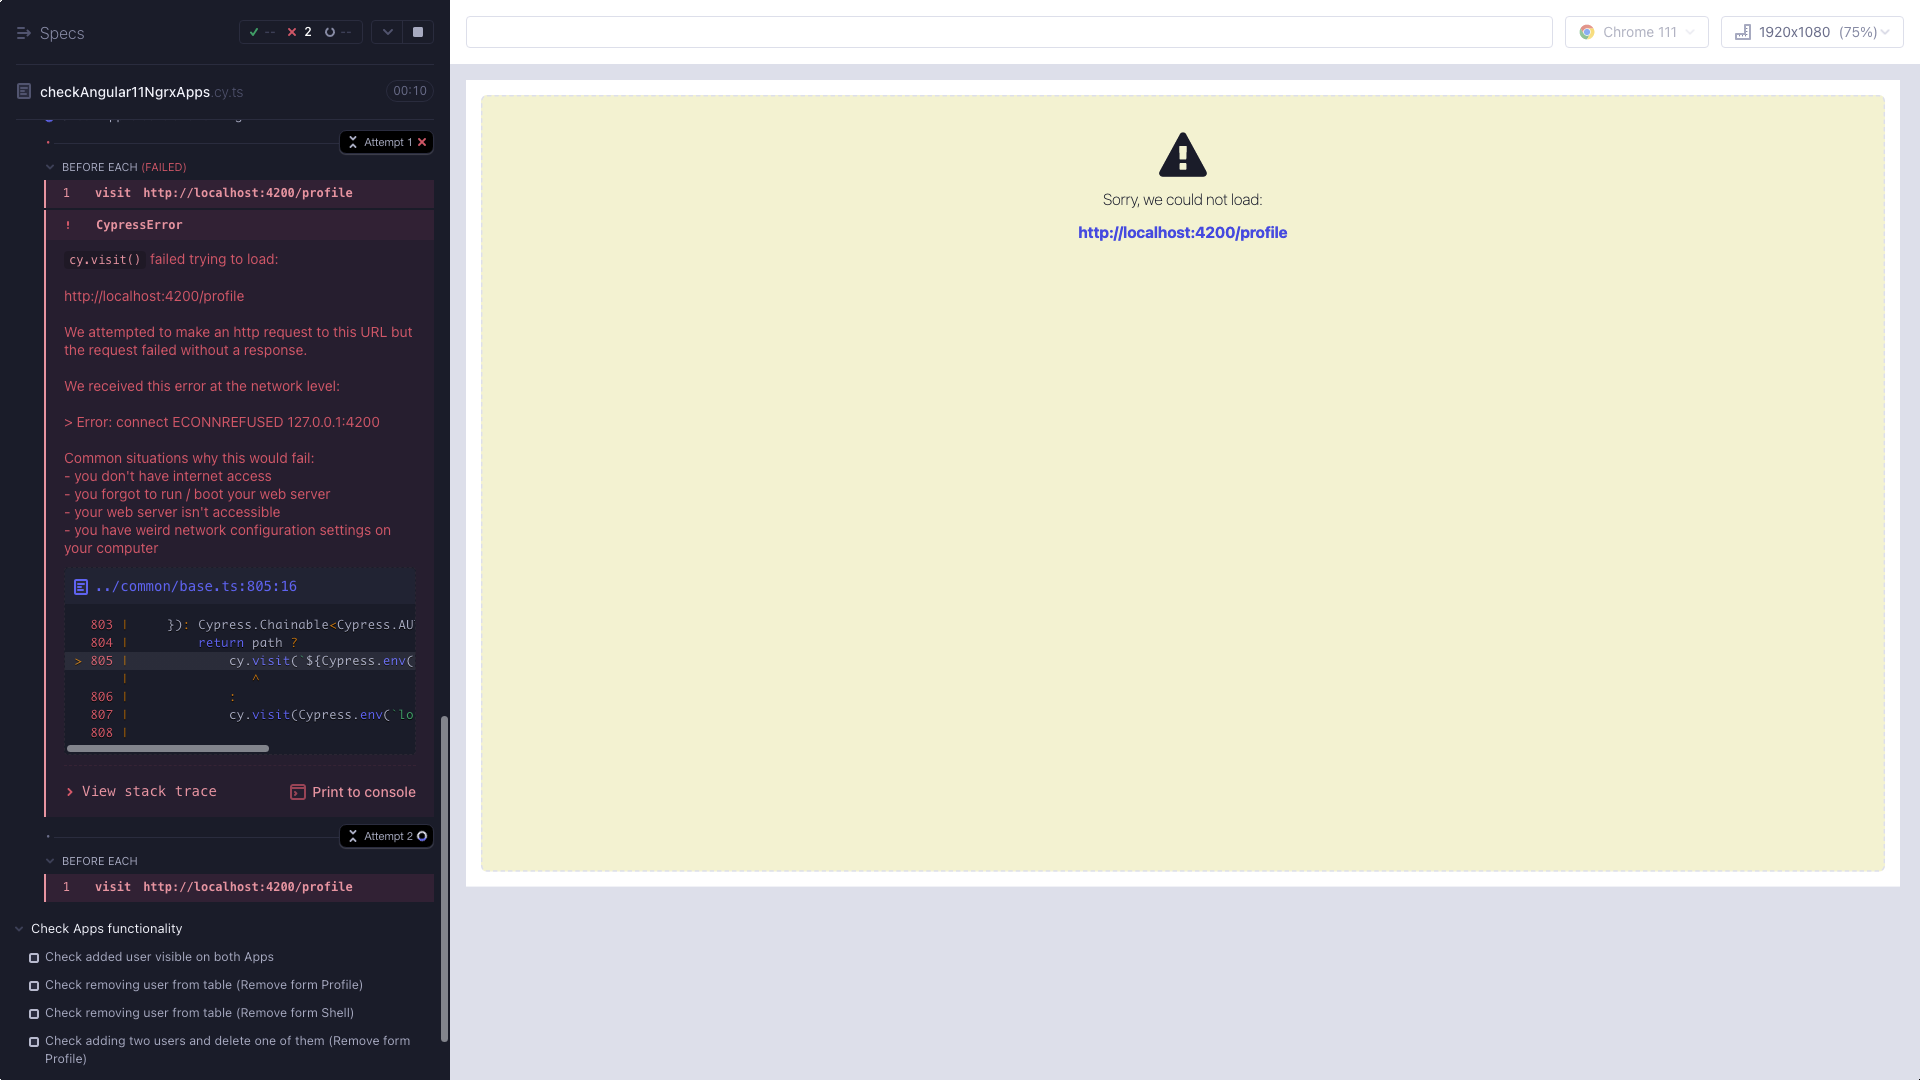 Specs
--
2
--
checkAngular11NgrxApps.cy.ts
00:10
Attempt 1
BEFORE EACH (FAILED)
1 visit http://localhost:4200/profile
! CypressError
cy.visit() failed trying to load:
http://localhost:4200/profile
We attempted to make an http request to this URL but
the request failed without a response.
We received this error at the network level:
> Error: connect ECONNREFUSED 127.0.0.1:4200
Common situations why this would fail:
- you don't have internet access
- you forgot to run / boot your web server
- your web server isn't accessible
- you have weird network configuration settings on
your computer
../common/base.ts:805:16
803 | }): Cypress.Chainable<Cypress.AU
804 | return path ?
> 805 | cy.visit(`${Cypress.env(
| ^
806 | :
807 | cy.visit(Cypress.env(`lo
808 |
View stack trace
Print to console
Attempt 2
BEFORE EACH
1 visit http://localhost:4200/profile
Check Apps functionality
Check added user visible on both Apps
Check removing user from table (Remove form Profile)
Check removing user from table (Remove form Shell)
Check adding two users and delete one of them (Remove form
Profile)
Chrome 111
1920x1080 (75%)
Sorry, we could not load:
http://localhost:4200/profile